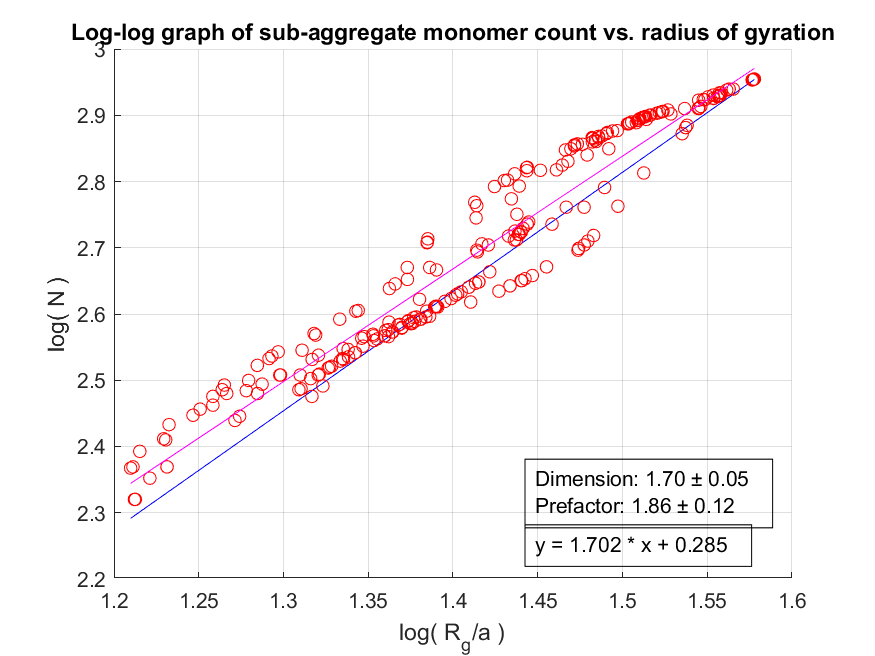 Log-log graph of sub-aggregate monomer count vs. radius of gyration
3
2.9
2.8
2.7
2.6
2.5
2.4
2.3
2.2
log( N )
Dimension: 1.70 ± 0.05
Prefactor: 1.86 ± 0.12
y = 1.702 * x + 0.285
1.2 1.25 1.3 1.35 1.4 1.45 1.5 1.55 1.6
log( R_g/a )